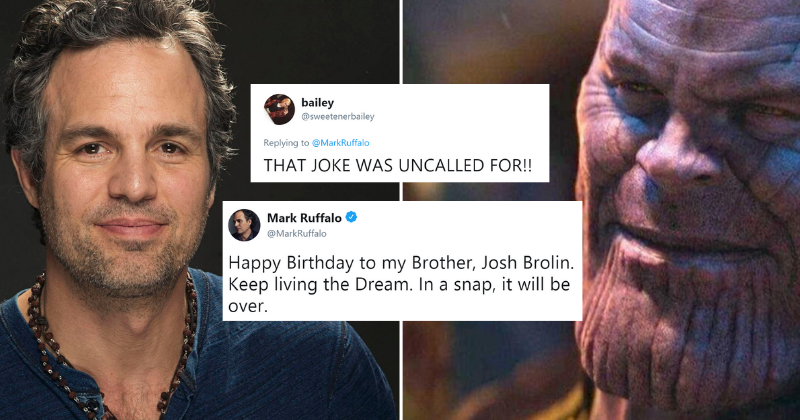 bailey
@sweetenerbailey
Replying to @MarkRuffalo
THAT JOKE WAS UNCALLED FOR!!
Mark Ruffalo
@MarkRuffalo
Happy Birthday to my Brother, Josh Brolin.
Keep living the Dream. In a snap, it will be
over.